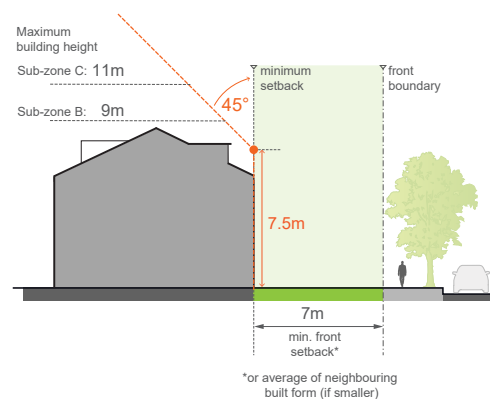 Maximum
building height
Sub-zone C: 11m
Sub-zone B: 9m
45°
minimum
setback
front
boundary
7.5m
7m
min. front
setback*
*or average of neighbouring
built form (if smaller)